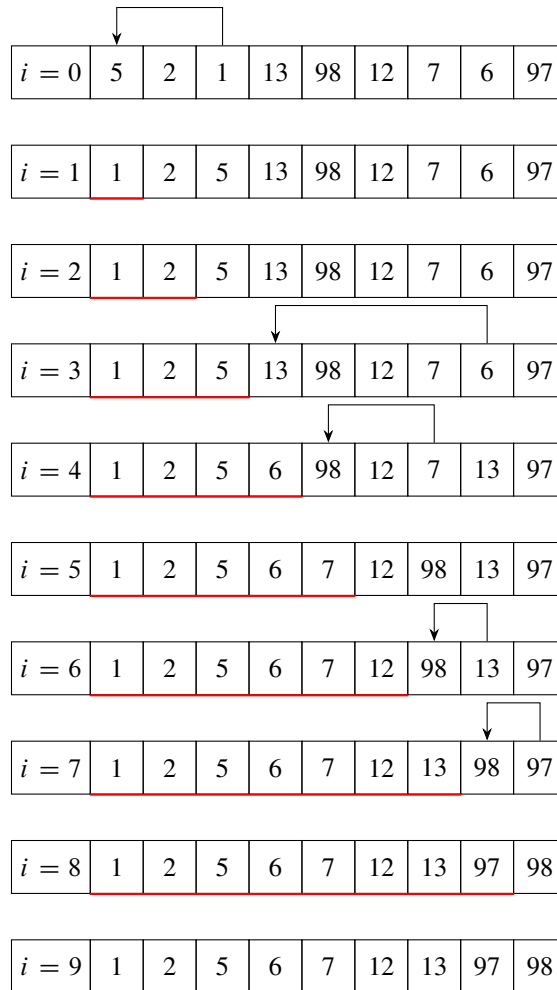 i = 0 5 2 1 13 98 12 7 6 97
i = 1 1 2 5 13 98 12 7 6 97
i = 2 1 2 5 13 98 12 7 6 97
i = 3 1 2 5 13 98 12 7 6 97
i = 4 1 2 5 6 98 12 7 13 97
i = 5 1 2 5 6 7 12 98 13 97
i = 6 1 2 5 6 7 12 98 13 97
i = 7 1 2 5 6 7 12 13 98 97
i = 8 1 2 5 6 7 12 13 97 98
i = 9 1 2 5 6 7 12 13 97 98